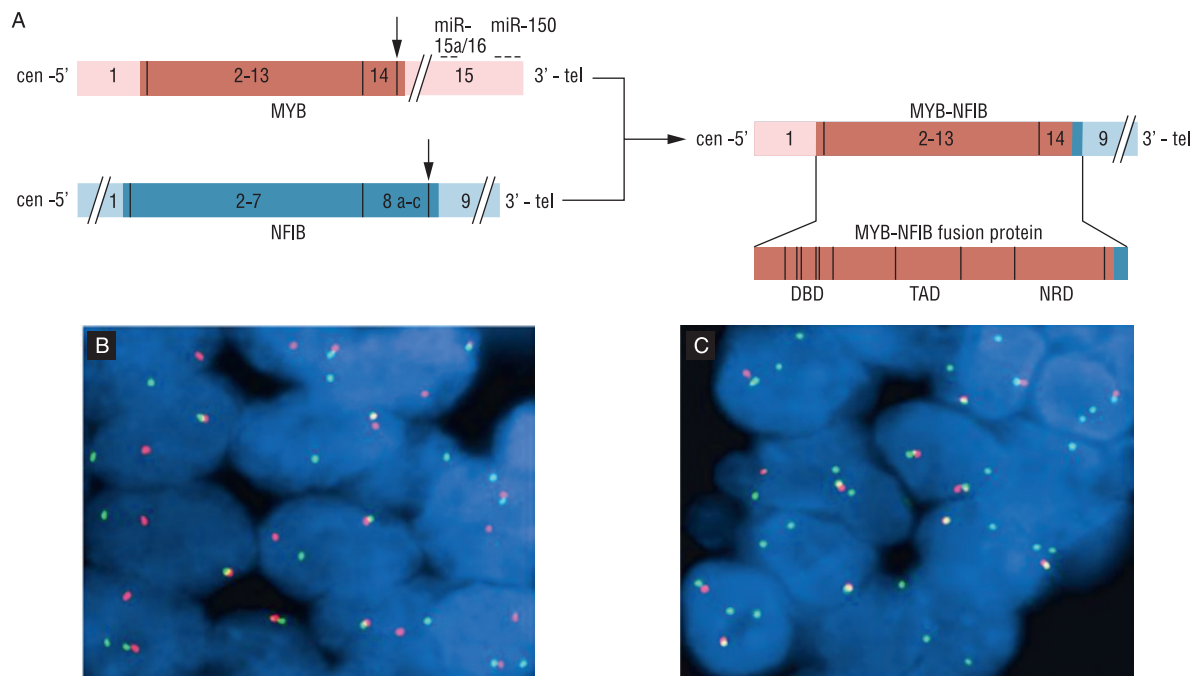 A
miR-
15a/16
miR-150
cen -5’ 1 2-13 14 15 3’ - tel
MYB
cen -5’ 1 2-7 8 a-c 9 3’ - tel
NFIB
MYB-NFIB
cen -5’ 1 2-13 14 9 3’ - tel
MYB-NFIB fusion protein
DBD TAD NRD
B
C